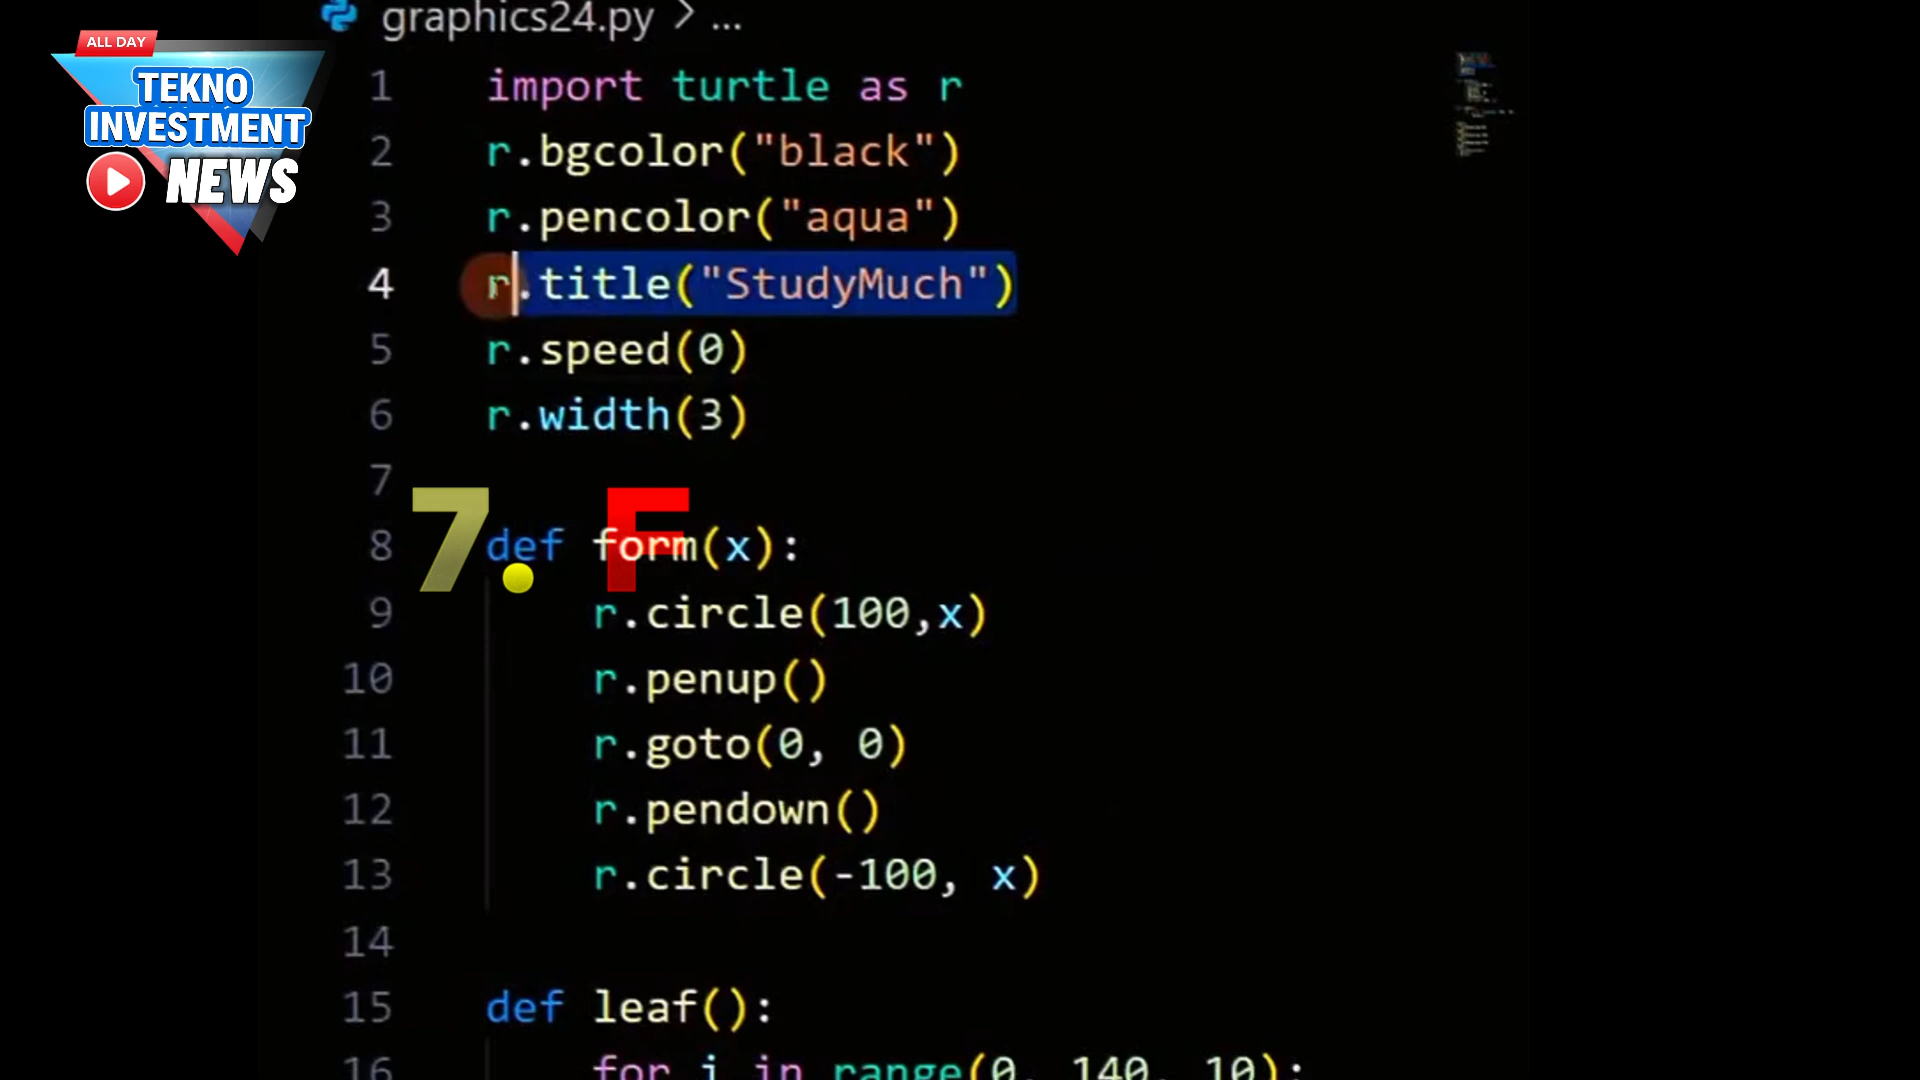 graphics24.py > ...
ALL DAY
TEKNO
INVESTMENT
NEWS
1 import turtle as r
2 r.bgcolor("black")
3 r.pencolor("aqua")
4 r.title("StudyMuch")
5 r.speed(0)
6 r.width(3)
7
7. F
8 def form(x):
9 r.circle(100,x)
10 r.penup()
11 r.goto(0, 0)
12 r.pendown()
13 r.circle(-100, x)
14
15 def leaf():
16 for i in range(0, 140, 10):